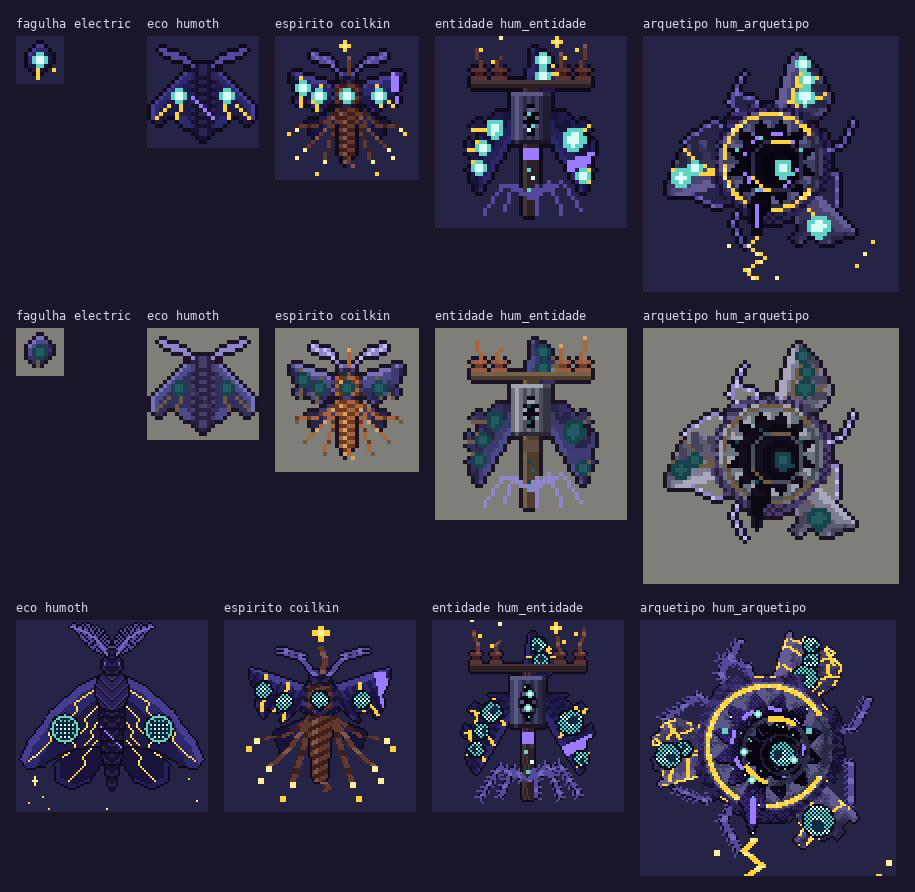 fagulha electric
eco humoth
espirito coilkin
entidade hum_entidade
arquetipo hum_arquetipo
fagulha electric
eco humoth
espirito coilkin
entidade hum_entidade
arquetipo hum_arquetipo
eco humoth
espirito coilkin
entidade hum_entidade
arquetipo hum_arquetipo